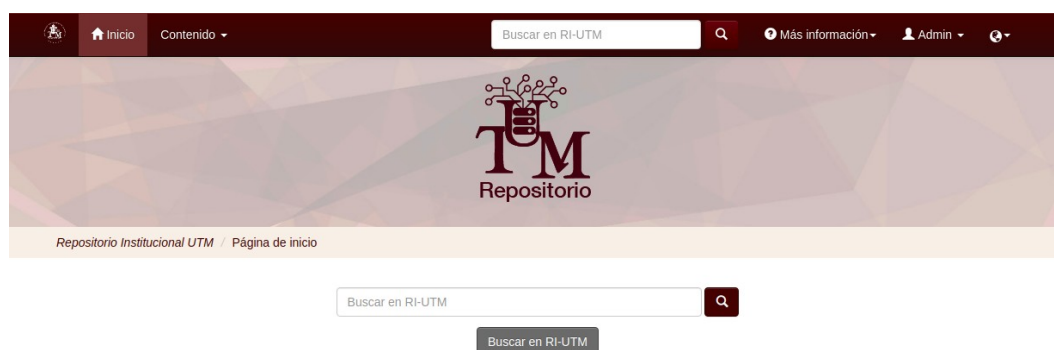 Inicio Contenido Buscar en RI-UTM Más información Admin
UTM
Repositorio
Repositorio Institucional UTM / Página de inicio
Buscar en RI-UTM
Buscar en RI-UTM